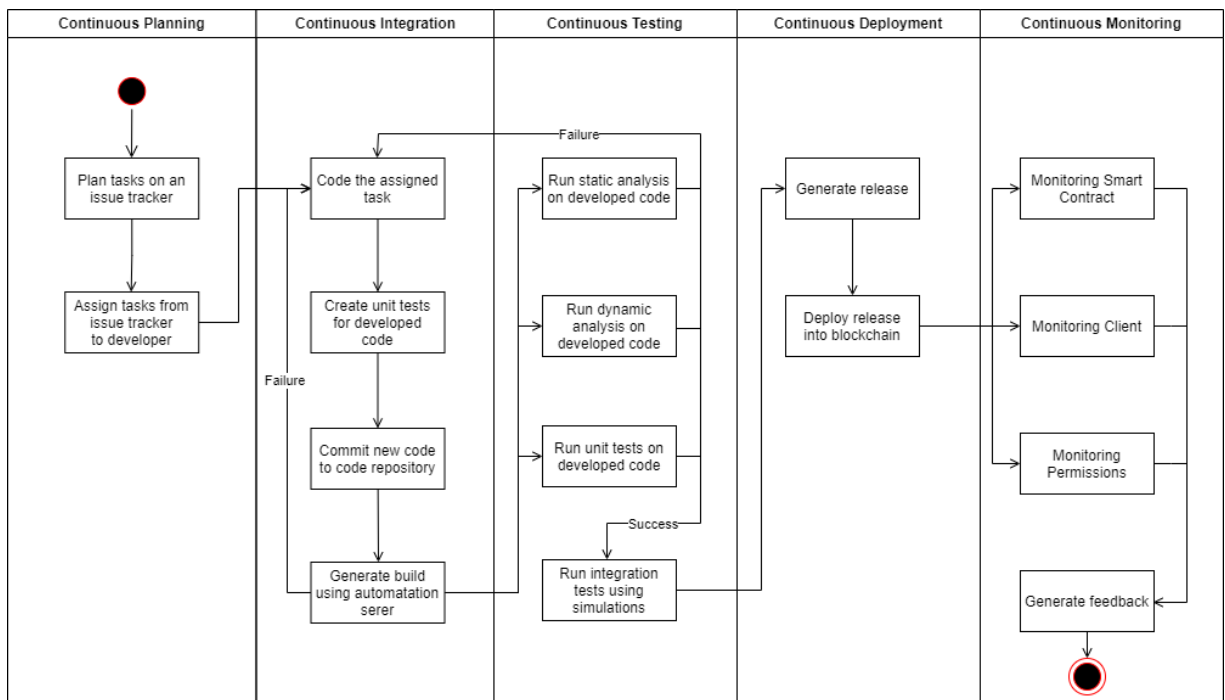 Continuous Planning
Continuous Integration
Continuous Testing
Continuous Deployment
Continuous Monitoring
Plan tasks on an
issue tracker
Assign tasks from
issue tracker
to developer
Failure
Code the assigned
task
Create unit tests
for developed
code
Commit new code
to code repository
Generate build
using automatation
serer
Failure
Run static analysis
on developed code
Run dynamic
analysis on
developed code
Run unit tests on
developed code
Success
Run integration
tests using
simulations
Generate release
Deploy release
into blockchain
Monitoring Smart
Contract
Monitoring Client
Monitoring
Permissions
Generate feedback